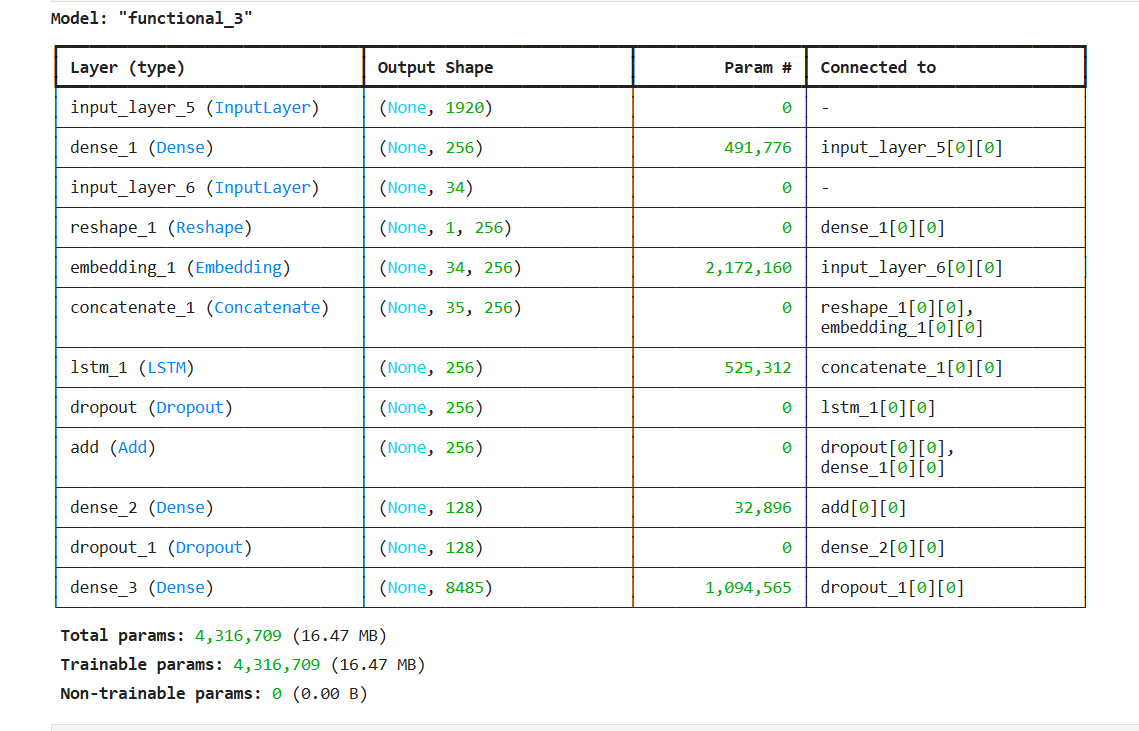 Model: "functional_3"
Layer (type) Output Shape Param # Connected to
input_layer_5 (InputLayer) (None, 1920) 0 -
dense_1 (Dense) (None, 256) 491,776 input_layer_5[0][0]
input_layer_6 (InputLayer) (None, 34) 0 -
reshape_1 (Reshape) (None, 1, 256) 0 dense_1[0][0]
embedding_1 (Embedding) (None, 34, 256) 2,172,160 input_layer_6[0][0]
concatenate_1 (Concatenate) (None, 35, 256) 0 reshape_1[0][0],
embedding_1[0][0]
lstm_1 (LSTM) (None, 256) 525,312 concatenate_1[0][0]
dropout (Dropout) (None, 256) 0 lstm_1[0][0]
add (Add) (None, 256) 0 dropout[0][0],
dense_1[0][0]
dense_2 (Dense) (None, 128) 32,896 add[0][0]
dropout_1 (Dropout) (None, 128) 0 dense_2[0][0]
dense_3 (Dense) (None, 8485) 1,094,565 dropout_1[0][0]
Total params: 4,316,709 (16.47 MB)
Trainable params: 4,316,709 (16.47 MB)
Non-trainable params: 0 (0.00 B)